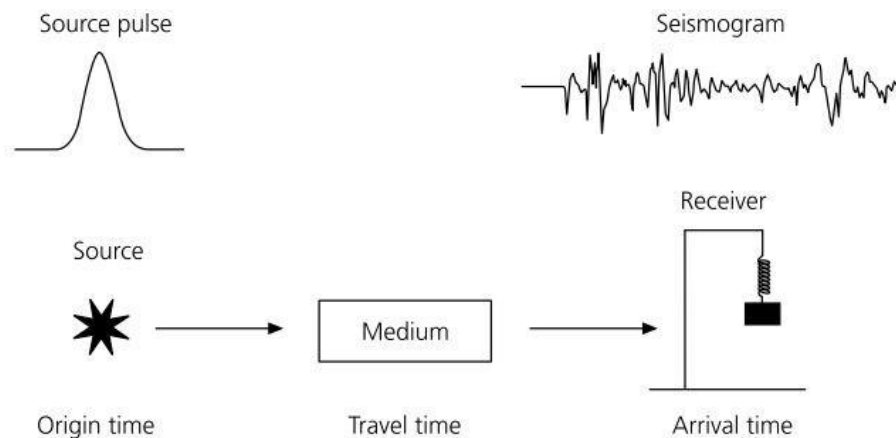 Source pulse
Seismogram
Receiver
Source
Medium
Origin time
Travel time
Arrival time